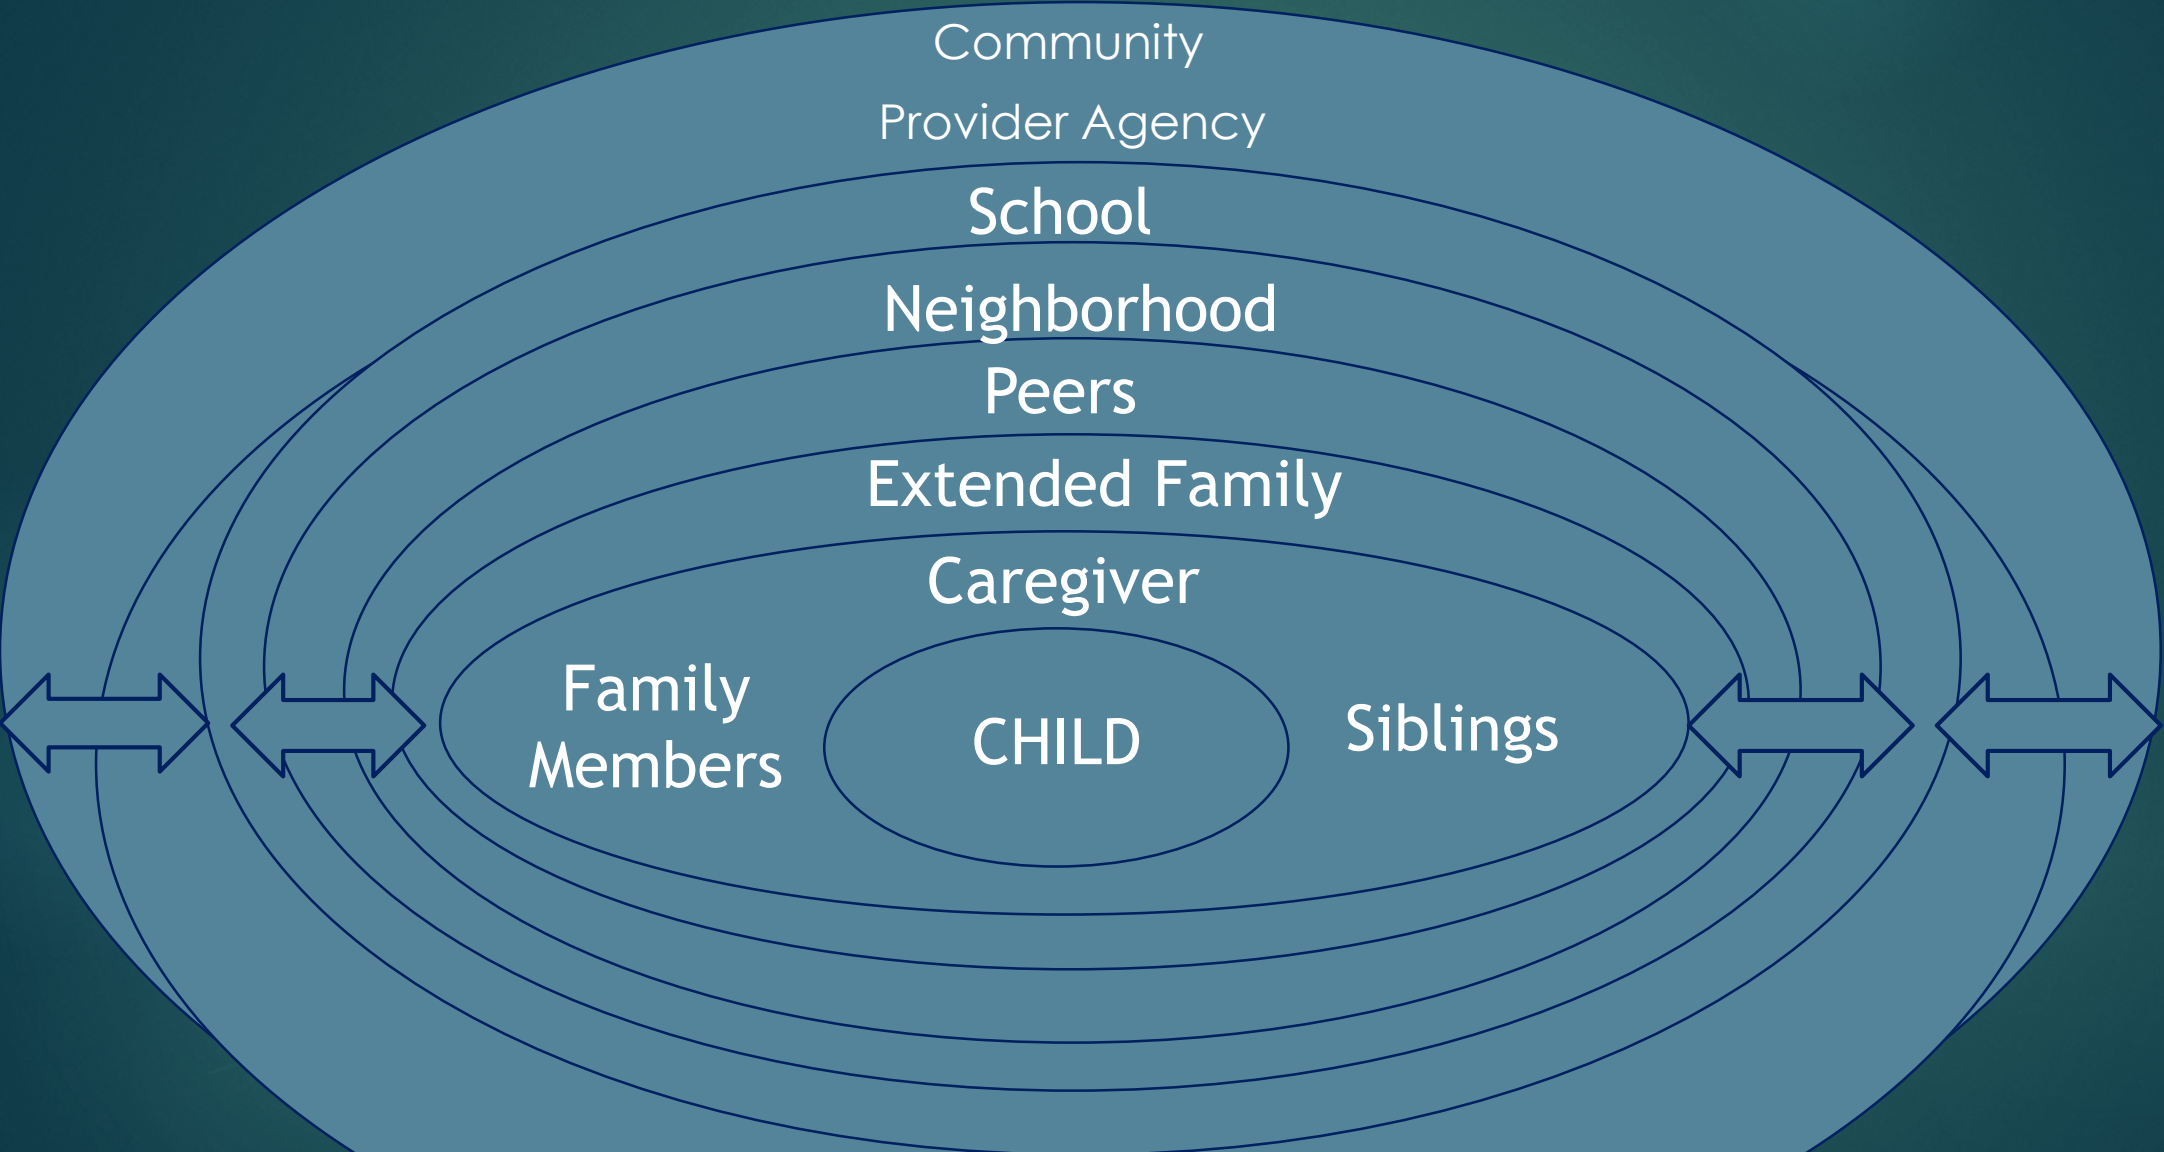 Community
Provider Agency
School
Neighborhood
Peers
Extended Family
Caregiver
Family
Members
CHILD
Siblings